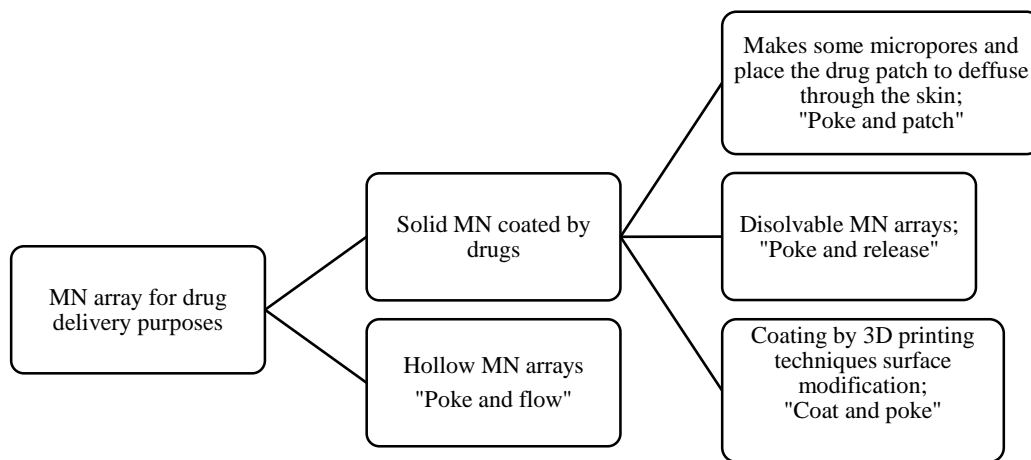 MN array for drug
delivery purposes
Solid MN coated by
drugs
Hollow MN arrays
"Poke and flow"
Makes some micropores and
place the drug patch to deffuse
through the skin;
"Poke and patch"
Disolvable MN arrays;
"Poke and release"
Coating by 3D printing
techniques surface
modification;
"Coat and poke"